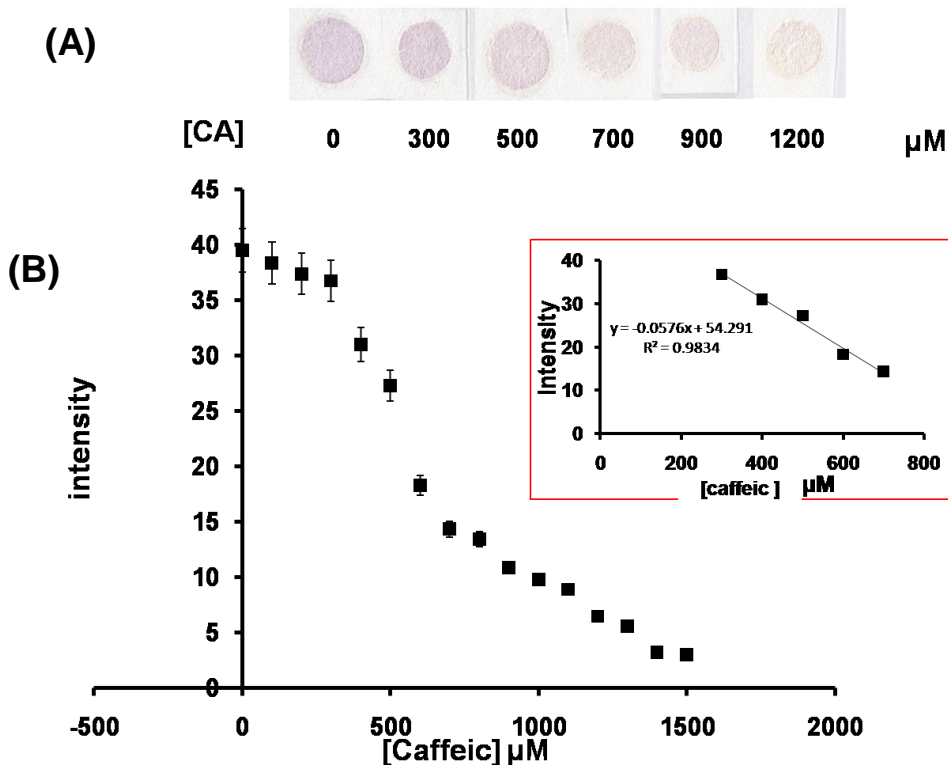 (A)
[CA] 0 300 500 700 900 1200 µM
(B)
intensity
45
40
35
30
25
20
15
10
5
0
-500 0 500 1000 1500 2000
[Caffeic] µM
Intensity
40
30
20
10
0
y = -0.0576x + 54.291
R² = 0.9834
0 200 400 600 800
[caffeic ] µM